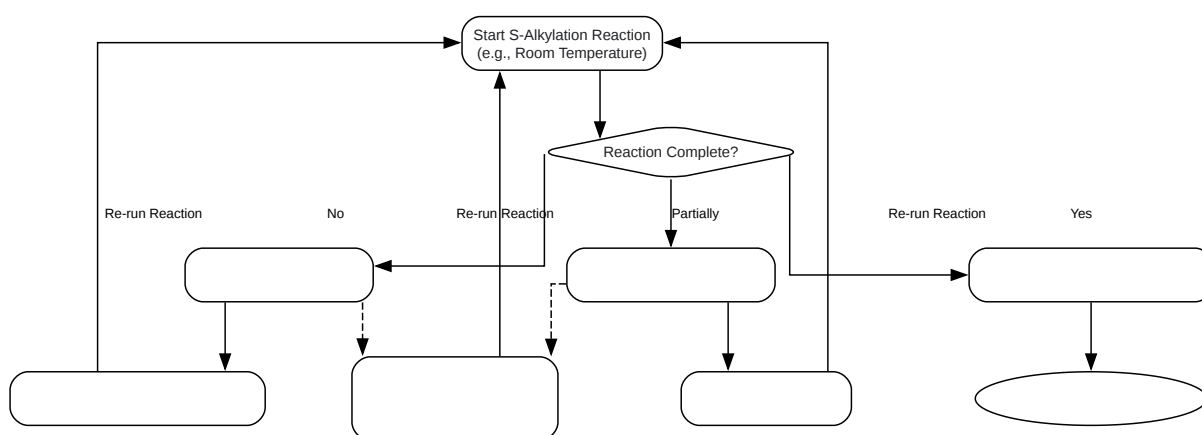 Start S-Alkylation Reaction
(e.g., Room Temperature)
Reaction Complete?
Re-run Reaction
No
Re-run Reaction
Partially
Re-run Reaction
Yes